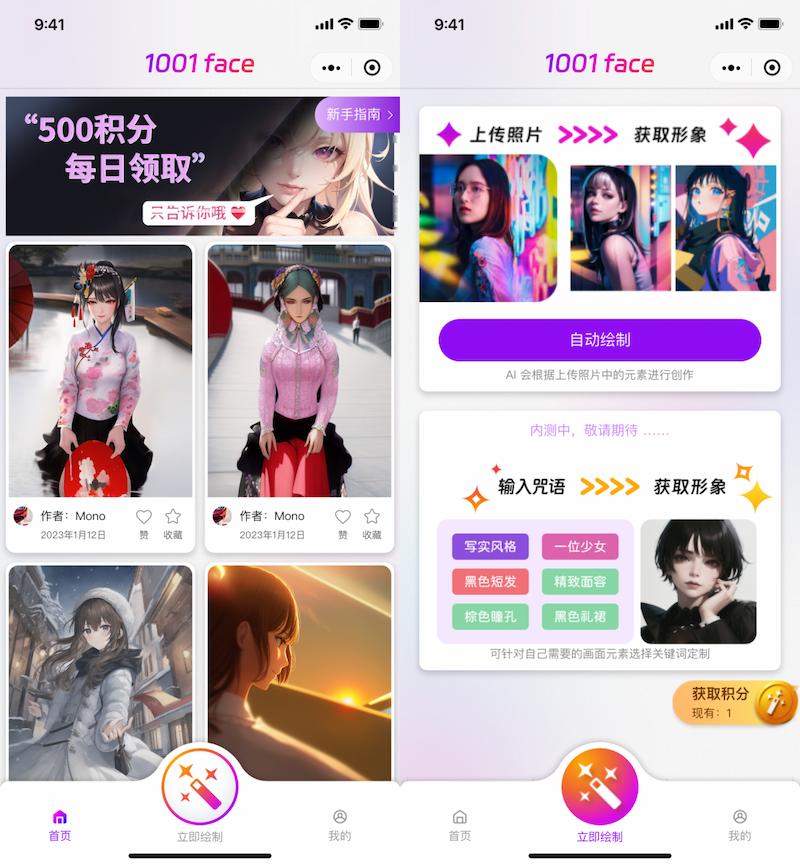 9:41
1001 face
“500积分
每日领取”
新手指南
只告诉你哦
作者：Mono
2023年1月12日
赞
收藏
作者：Mono
2023年1月12日
赞
收藏
首页
立即绘制
我的
9:41
1001 face
上传照片
获取形象
自动绘制
AI 会根据上传照片中的元素进行创作
内测中，敬请期待 ......
输入咒语
获取形象
写实风格
一位少女
黑色短发
精致面容
棕色瞳孔
黑色礼裙
可针对自己需要的画面元素选择关键词定制
获取积分
现有：1
首页
立即绘制
我的